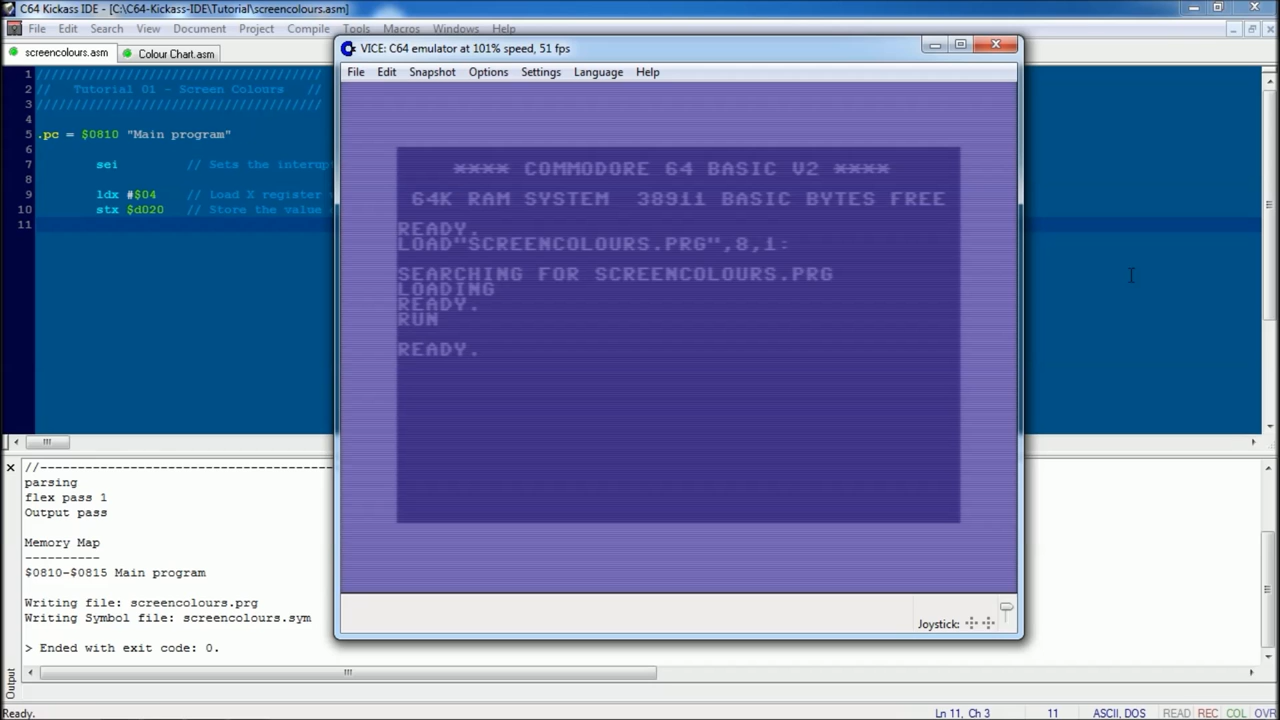 C64 Kickass IDE - [C:\C64-Kickass-IDE\Tutorial\screencolours.asm]
File Edit Search View Document Project Compile Tools Macros Windows Help
screencolours.asm Colour Chart.asm
1 //////////////////////////////////////
2 // Tutorial 01 - Screen Colours //
3 //////////////////////////////////////
4
5 .pc = $0810 "Main program"
6
7 sei // Sets the interup
8
9 ldx #$04 // Load X register
10 stx $d020 // Store the value
11
VICE: C64 emulator at 101% speed, 51 fps
File Edit Snapshot Options Settings Language Help
**** COMMODORE 64 BASIC V2 ****
64K RAM SYSTEM 38911 BASIC BYTES FREE
READY.
LOAD"SCREENCOLOURS.PRG",8,1:
SEARCHING FOR SCREENCOLOURS.PRG
LOADING
READY.
RUN
READY.
Joystick:
//------------------------------------------
parsing
flex pass 1
Output pass
Memory Map
----------
$0810-$0815 Main program
Writing file: screencolours.prg
Writing Symbol file: screencolours.sym
> Ended with exit code: 0.
Output
Ready. Ln 11, Ch 3 11 ASCII, DOS READ REC COL OVR